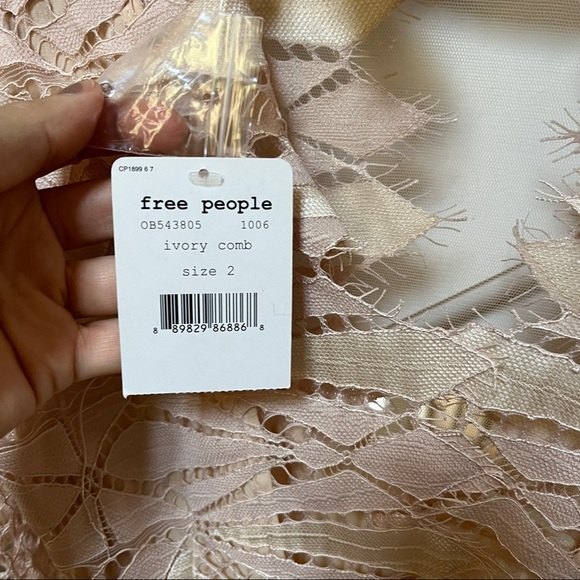 CP1899 6 7
free people
OB543805 1006
ivory comb
size 2
8 89829 86886 8